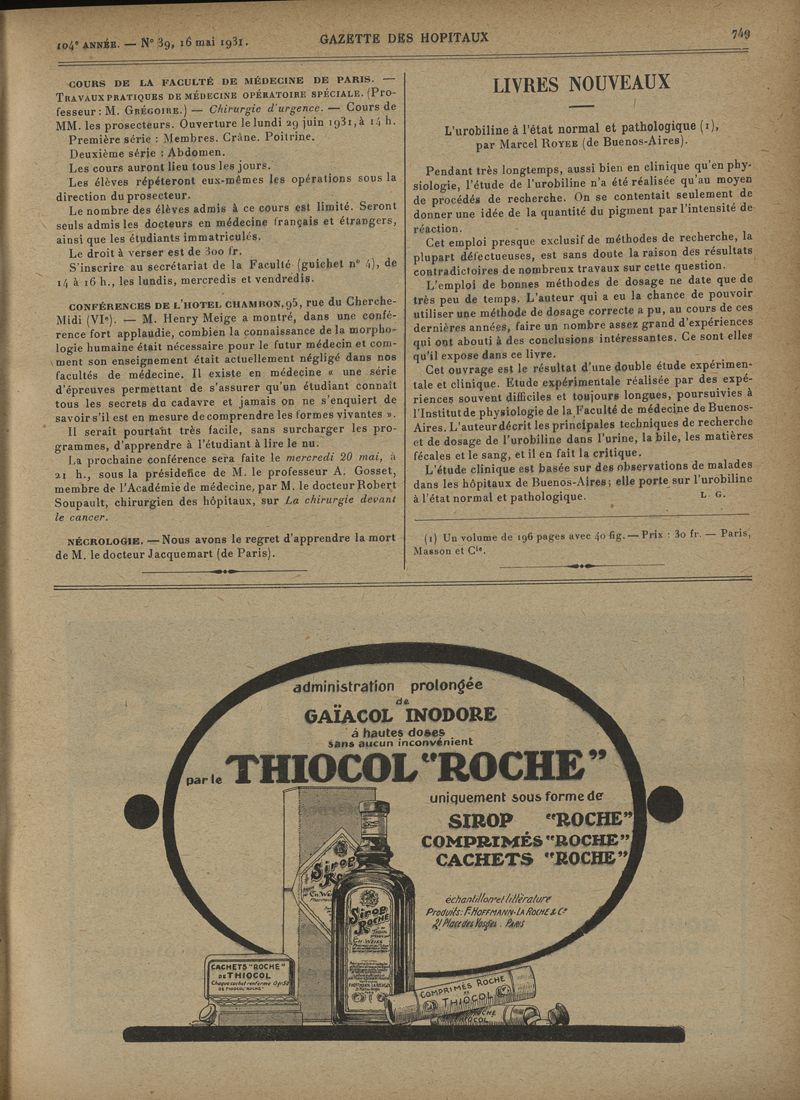 104e ANNÉE. — N° 39, 16 mai 1931.
GAZETTE DES HOPITAUX
749
COURS DE LA FACULTÉ DE MÉDECINE DE PARIS. —
TRAVAUX PRATIQUES DE MÉDECINE OPÉRATOIRE SPÉCIALE. (Pro-
fesseur : M. GRÉGOIRE.) — Chirurgie d'urgence. — Cours de
MM. les prosecteurs. Ouverture le lundi 29 juin 1931, à 14 h.
Première série : Membres. Crâne. Poitrine.
Deuxième série : Abdomen.
Les cours auront lieu tous les jours.
Les élèves répéteront eux-mêmes les opérations sous la
direction du prosecteur.
Le nombre des élèves admis à ce cours est limité. Seront
seuls admis les docteurs en médecine français et étrangers,
ainsi que les étudiants immatriculés.
Le droit à verser est de 300 fr.
S'inscrire au secrétariat de la Faculté (guichet n° 4), de
14 à 16 h., les lundis, mercredis et vendredis.
CONFÉRENCES DE L'HOTEL CHAMBON, 95, rue du Cherche-
Midi (VIe). — M. Henry Meige a montré, dans une confé-
rence fort applaudie, combien la connaissance de la morpho-
logie humaine était nécessaire pour le futur médecin et com-
ment son enseignement était actuellement négligé dans nos
facultés de médecine. Il existe en médecine « une série
d'épreuves permettant de s'assurer qu'un étudiant connaît
tous les secrets du cadavre et jamais on ne s'enquiert de
savoir s'il est en mesure de comprendre les formes vivantes ».
Il serait pourtant très facile, sans surcharger les pro-
grammes, d'apprendre à l'étudiant à lire le nu.
La prochaine conférence sera faite le mercredi 20 mai, à
21 h., sous la présidence de M. le professeur A. Gosset,
membre de l'Académie de médecine, par M. le docteur Robert
Soupault, chirurgien des hôpitaux, sur La chirurgie devant
le cancer.
NÉCROLOGIE. — Nous avons le regret d'apprendre la mort
de M. le docteur Jacquemart (de Paris).
LIVRES NOUVEAUX
L'urobiline à l'état normal et pathologique (1),
par Marcel ROYER (de Buenos-Aires).
Pendant très longtemps, aussi bien en clinique qu'en phy-
siologie, l'étude de l'urobiline n'a été réalisée qu'au moyen
de procédés de recherche. On se contentait seulement de
donner une idée de la quantité du pigment par l'intensité de
réaction.
Cet emploi presque exclusif de méthodes de recherche, la
plupart défectueuses, est sans doute la raison des résultats
contradictoires de nombreux travaux sur cette question.
L'emploi de bonnes méthodes de dosage ne date que de
très peu de temps. L'auteur qui a eu la chance de pouvoir
utiliser une méthode de dosage correcte a pu, au cours de ces
dernières années, faire un nombre assez grand d'expériences
qui ont abouti à des conclusions intéressantes. Ce sont elles
qu'il expose dans ce livre.
Cet ouvrage est le résultat d'une double étude expérimen-
tale et clinique. Etude expérimentale réalisée par des expé-
riences souvent difficiles et toujours longues, poursuivies à
l'Institut de physiologie de la Faculté de médecine de Buenos-
Aires. L'auteur décrit les principales techniques de recherche
et de dosage de l'urobiline dans l'urine, la bile, les matières
fécales et le sang, et il en fait la critique.
L'étude clinique est basée sur des observations de malades
dans les hôpitaux de Buenos-Aires ; elle porte sur l'urobiline
à l'état normal et pathologique. L. G.
(1) Un volume de 196 pages avec 40 fig. — Prix : 30 fr. — Paris,
Masson et Cie.
administration prolongée
de
GAÏACOL INODORE
à hautes doses
sans aucun inconvénient
par le THIOCOL "ROCHE"
uniquement sous forme de
SIROP "ROCHE"
COMPRIMÉS "ROCHE"
CACHETS "ROCHE"
échantillon et littérature
Produits : F. HOFFMANN-LA ROCHE & Cie
21 Place des Vosges. PARIS
SIROP
ROCHE
CACHETS "ROCHE"
DE THIOCOL
Chaque cachet renferme 0gr50
DE THIOCOL "ROCHE"
COMPRIMÉS ROCHE
THIOCOL